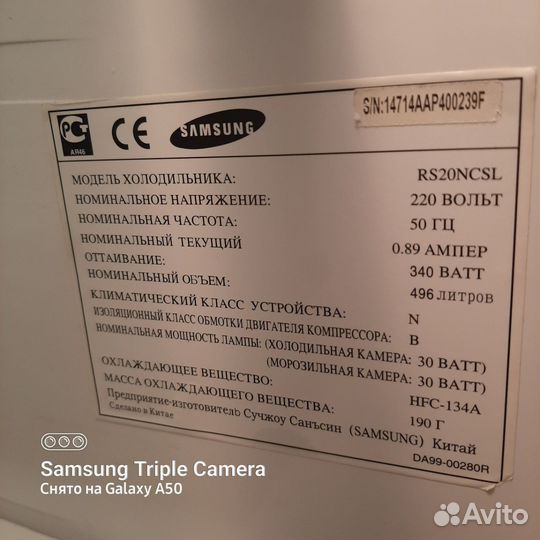 S/N:14714AAP400239F
РСТ
АЯ46
CE
SAMSUNG
МОДЕЛЬ ХОЛОДИЛЬНИКА: RS20NCSL
НОМИНАЛЬНОЕ НАПРЯЖЕНИЕ: 220 ВОЛЬТ
НОМИНАЛЬНАЯ ЧАСТОТА: 50 ГЦ
НОМИНАЛЬНЫЙ ТЕКУЩИЙ 0.89 АМПЕР
ОТТАИВАНИЕ: 340 ВАТТ
НОМИНАЛЬНЫЙ ОБЪЕМ: 496 литров
КЛИМАТИЧЕСКИЙ КЛАСС УСТРОЙСТВА: N
ИЗОЛЯЦИОННЫЙ КЛАСС ОБМОТКИ ДВИГАТЕЛЯ КОМПРЕССОРА: B
НОМИНАЛЬНАЯ МОЩНОСТЬ ЛАМПЫ: (ХОЛОДИЛЬНАЯ КАМЕРА: 30 ВАТТ)
(МОРОЗИЛЬНАЯ КАМЕРА: 30 ВАТТ)
ОХЛАЖДАЮЩЕЕ ВЕЩЕСТВО: HFC-134A
МАССА ОХЛАЖДАЮЩЕГО ВЕЩЕСТВА: 190 Г
Предприятие-изготовитель Сучжоу Санъсин (SAMSUNG) Китай
Сделано в Китае
DA99-00280R
Samsung Triple Camera
Снято на Galaxy A50
Avito